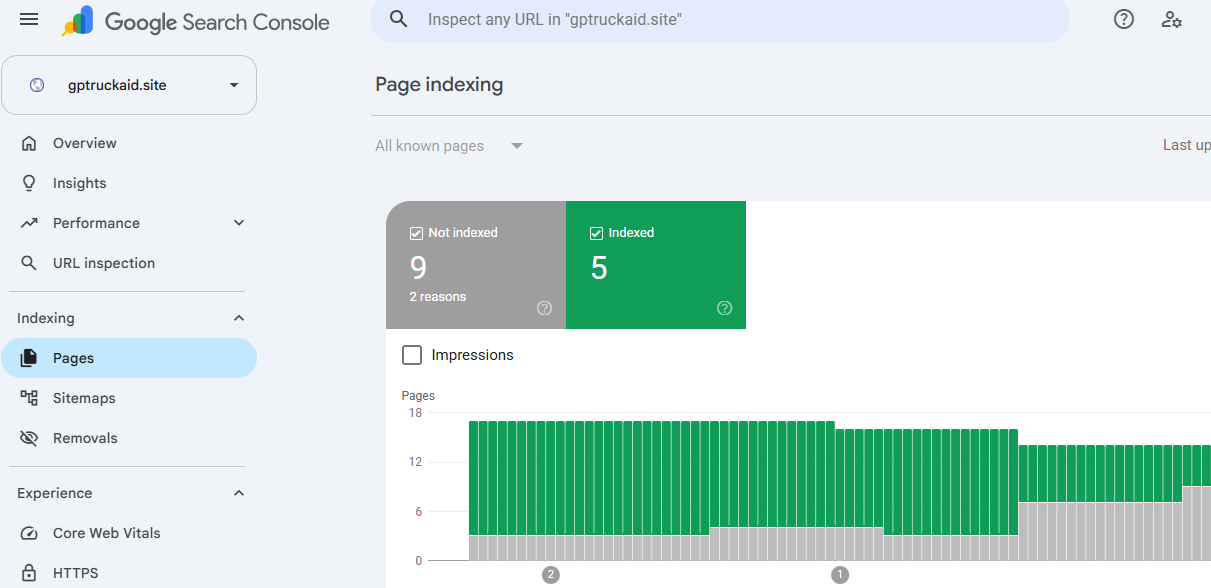 Google Search Console
Inspect any URL in "gptruckaid.site"
gptruckaid.site
Page indexing
Overview
All known pages
Last up
Insights
Performance
URL inspection
Not indexed
9
2 reasons
Indexed
5
Indexing
Pages
Sitemaps
Removals
Impressions
Pages
18
12
6
0
2
1
Experience
Core Web Vitals
HTTPS